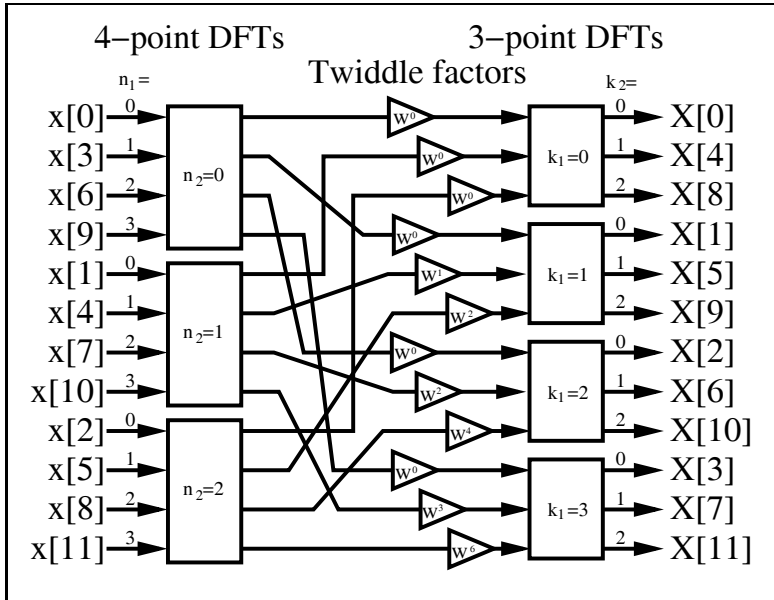 4−point DFTs 3−point DFTs
Twiddle factors
n₁= k₂=
x[0] 0 W⁰ 0 X[0]
x[3] 1 n₂=0 W⁰ k₁=0 1 X[4]
x[6] 2 W⁰ 2 X[8]
x[9] 3 W⁰ 0 X[1]
x[1] 0 W¹ k₁=1 1 X[5]
x[4] 1 n₂=1 W² 2 X[9]
x[7] 2 W⁰ 0 X[2]
x[10] 3 W² k₁=2 1 X[6]
x[2] 0 W⁴ 2 X[10]
x[5] 1 n₂=2 W⁰ 0 X[3]
x[8] 2 W³ k₁=3 1 X[7]
x[11] 3 W⁶ 2 X[11]